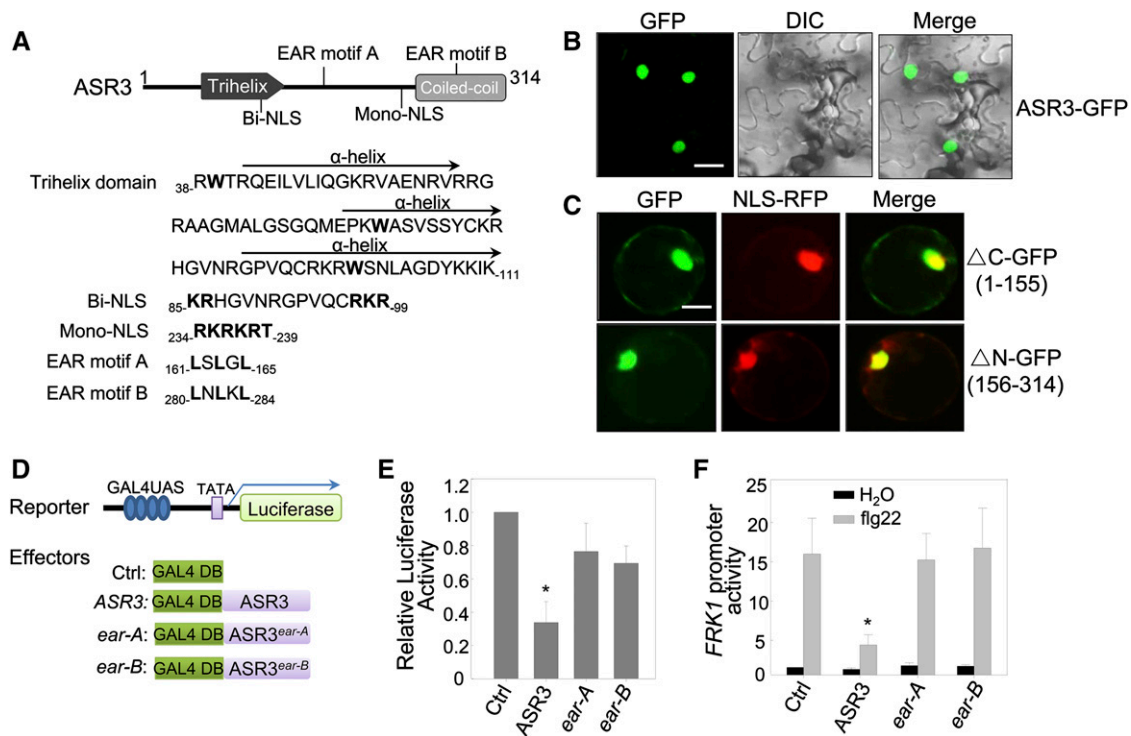 A
EAR motif A
EAR motif B
ASR3
1
Trihelix
Coiled-coil
314
Bi-NLS
Mono-NLS
α-helix
Trihelix domain
38-RWTRQEILVLIQGKRVAENRVRRG
α-helix
RAAGMALGSGQMEPKWASVSSYCKR
α-helix
HGVNRGPVQCRKRWSNLAGDYKKIK-111
Bi-NLS 85-KRHGVNRGPVQCRKR-99
Mono-NLS 234-RKRKRT-239
EAR motif A 161-LSLGL-165
EAR motif B 280-LNLKL-284
B
GFP DIC Merge
ASR3-GFP
C
GFP NLS-RFP Merge
△C-GFP
(1-155)
△N-GFP
(156-314)
D
GAL4UAS TATA
Reporter
Luciferase
Effectors
Ctrl: GAL4 DB
ASR3: GAL4 DB ASR3
ear-A: GAL4 DB ASR3ear-A
ear-B: GAL4 DB ASR3ear-B
E
Relative Luciferase
Activity
1.2
1.0
0.8
0.6
0.4
0.2
0
*
Ctrl
ASR3
ear-A
ear-B
F
FRK1 promoter
activity
25
20
15
10
5
0
H2O
flg22
*
Ctrl
ASR3
ear-A
ear-B